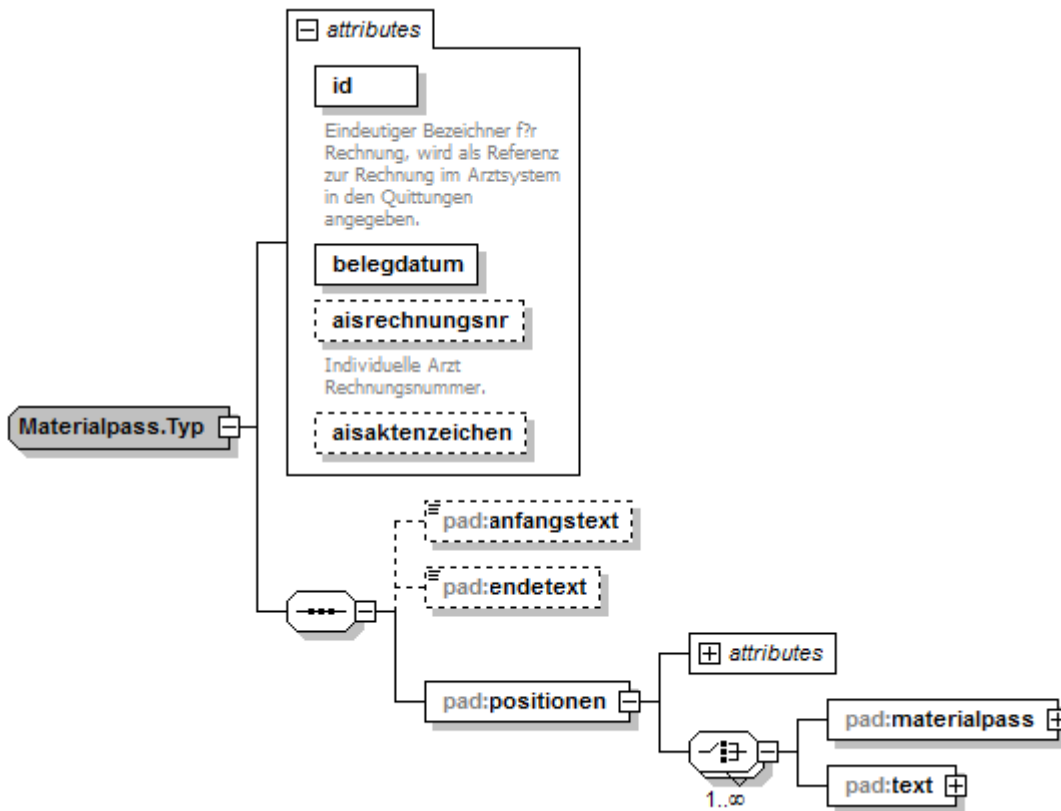 attributes
id
Eindeutiger Bezeichner f?r
Rechnung, wird als Referenz
zur Rechnung im Arztsystem
in den Quittungen
angegeben.
belegdatum
aisrechnungsnr
Individuelle Arzt
Rechnungsnummer.
aisaktenzeichen
Materialpass.Typ
pad:anfangstext
pad:endetext
pad:positionen
attributes
pad:materialpass
pad:text
1..∞